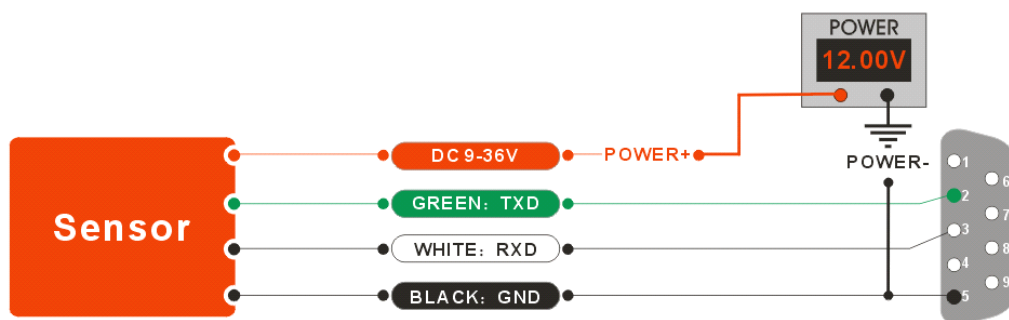 POWER
12.00V
DC 9-36V
POWER+
POWER-
Sensor
GREEN: TXD
WHITE: RXD
BLACK: GND
1
6
2
7
3
8
4
9
5